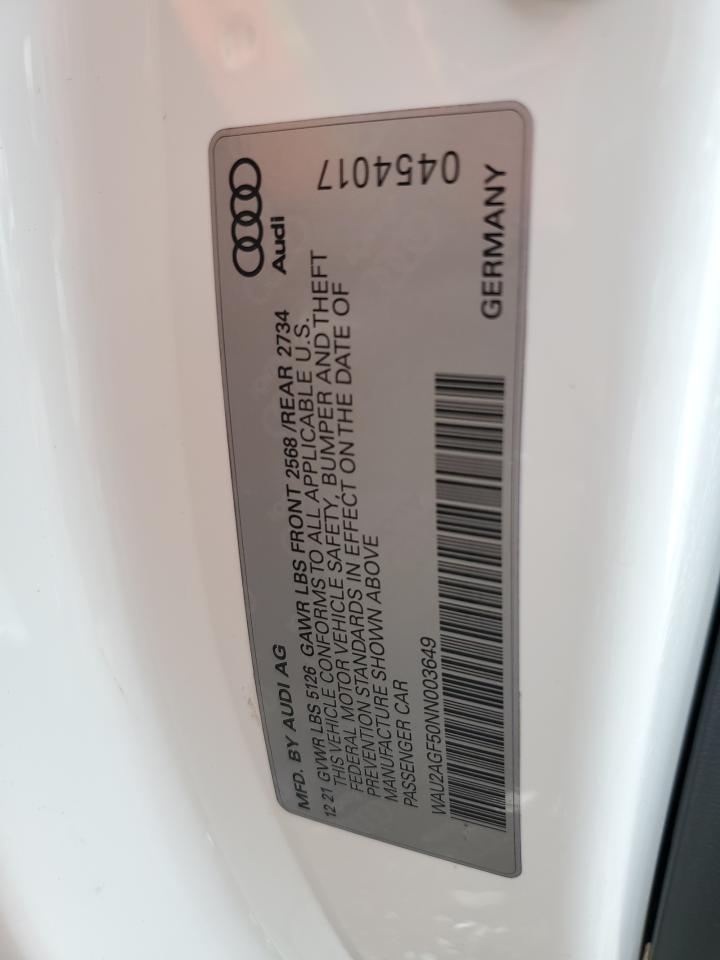 MFD. BY AUDI AG
Audi
12 21 GVWR LBS 5126 GAWR LBS FRONT 2568 /REAR 2734
THIS VEHICLE CONFORMS TO ALL APPLICABLE U.S.
FEDERAL MOTOR VEHICLE SAFETY, BUMPER AND THEFT
PREVENTION STANDARDS IN EFFECT ON THE DATE OF
MANUFACTURE SHOWN ABOVE
PASSENGER CAR
WAU2AGF50NN003649
GERMANY
0454017